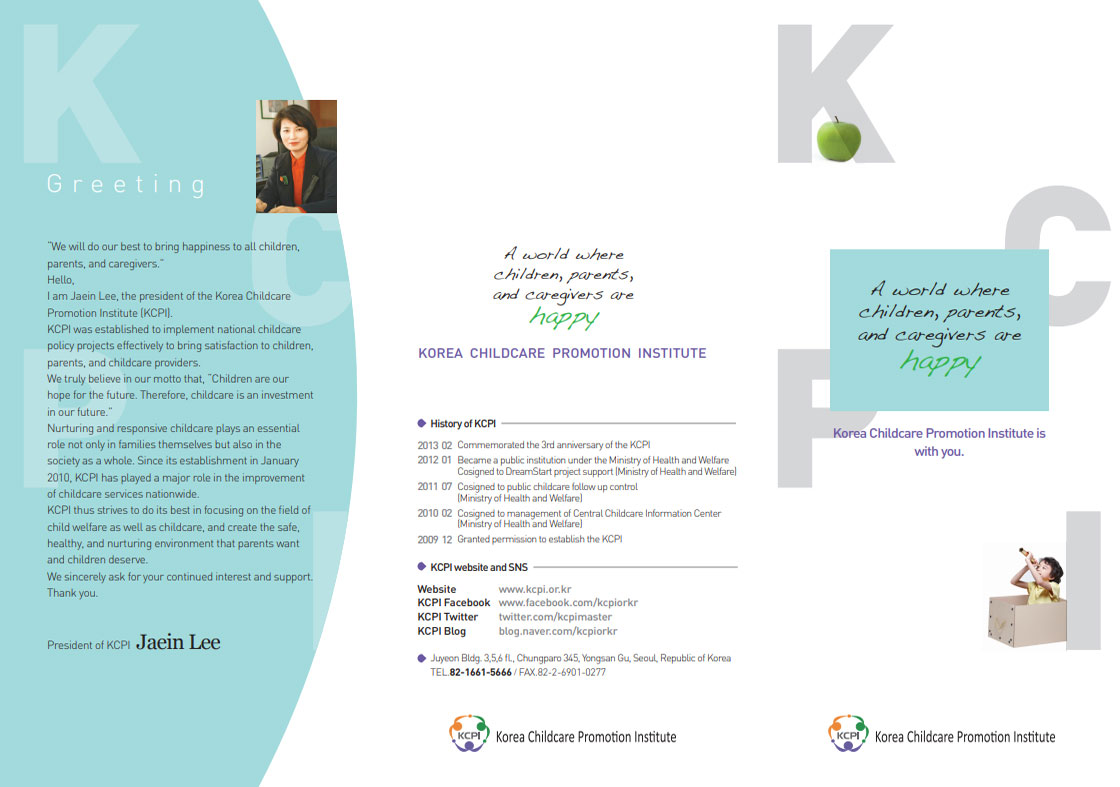 K
C
P
I
Greeting
“We will do our best to bring happiness to all children,
parents, and caregivers.”
Hello,
I am Jaein Lee, the president of the Korea Childcare
Promotion Institute (KCPI).
KCPI was established to implement national childcare
policy projects effectively to bring satisfaction to children,
parents, and childcare providers.
We truly believe in our motto that, “Children are our
hope for the future. Therefore, childcare is an investment
in our future.”
Nurturing and responsive childcare plays an essential
role not only in families themselves but also in the
society as a whole. Since its establishment in January
2010, KCPI has played a major role in the improvement
of childcare services nationwide.
KCPI thus strives to do its best in focusing on the field of
child welfare as well as childcare, and create the safe,
healthy, and nurturing environment that parents want
and children deserve.
We sincerely ask for your continued interest and support.
Thank you.
President of KCPI Jaein Lee
A world where
children, parents,
and caregivers are
happy
KOREA CHILDCARE PROMOTION INSTITUTE
History of KCPI
2013 02 Commemorated the 3rd anniversary of the KCPI
2012 01 Became a public institution under the Ministry of Health and Welfare
Cosigned to DreamStart project support (Ministry of Health and Welfare)
2011 07 Cosigned to public childcare follow up control
(Ministry of Health and Welfare)
2010 02 Cosigned to management of Central Childcare Information Center
(Ministry of Health and Welfare)
2009 12 Granted permission to establish the KCPI
KCPI website and SNS
Website www.kcpi.or.kr
KCPI Facebook www.facebook.com/kcpiorkr
KCPI Twitter twitter.com/kcpimaster
KCPI Blog blog.naver.com/kcpiorkr
Juyeon Bldg. 3,5,6 fl., Chungparo 345, Yongsan Gu, Seoul, Republic of Korea
TEL.82-1661-5666 / FAX.82-2-6901-0277
KCPI Korea Childcare Promotion Institute
K
C
P
I
A world where
children, parents,
and caregivers are
happy
Korea Childcare Promotion Institute is
with you.
KCPI Korea Childcare Promotion Institute